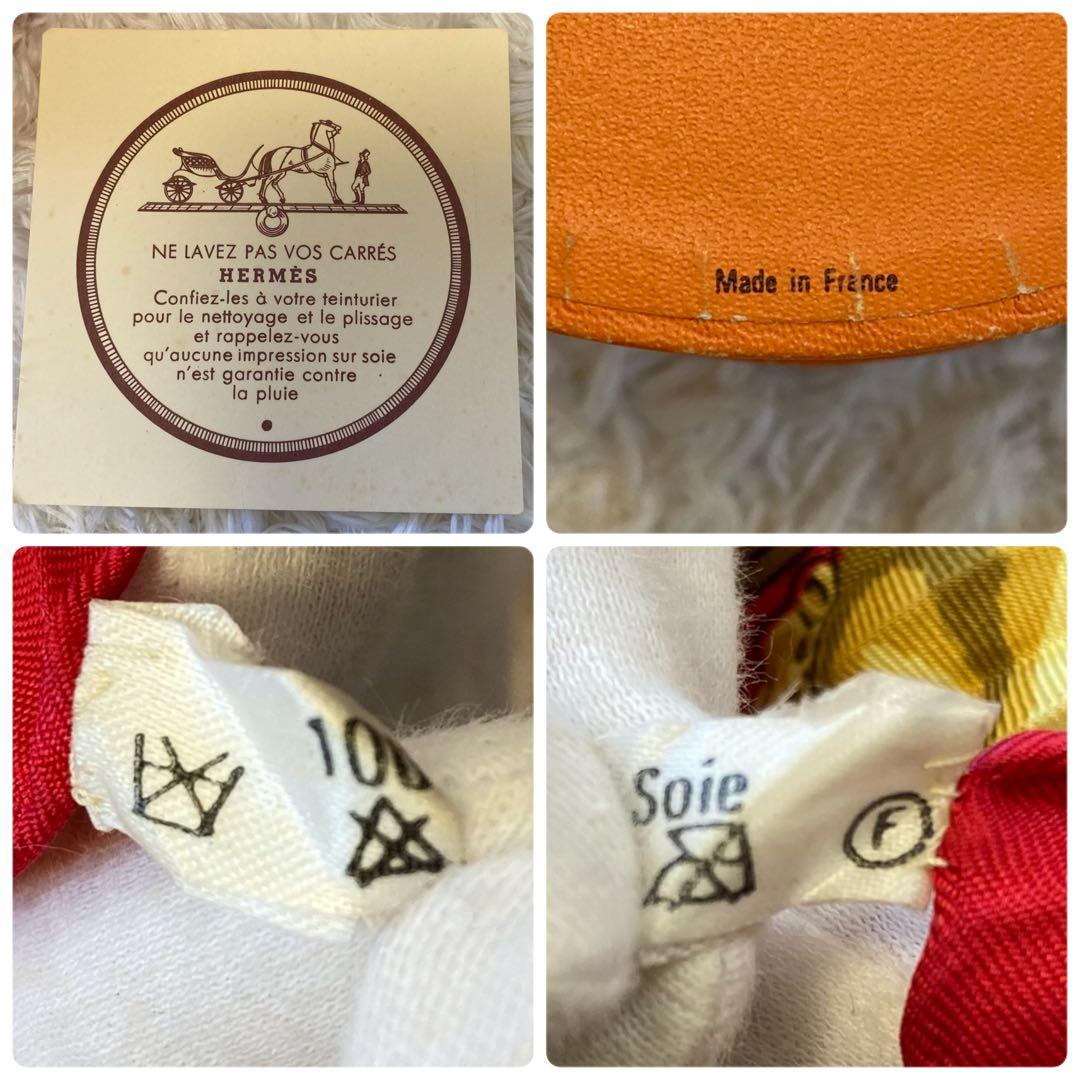 NE LAVEZ PAS VOS CARRÉS
HERMÈS
Confiez-les à votre teinturier
pour le nettoyage et le plissage
et rappelez-vous
qu'aucune impression sur soie
n'est garantie contre
la pluie
Made in France
100
Soie
F